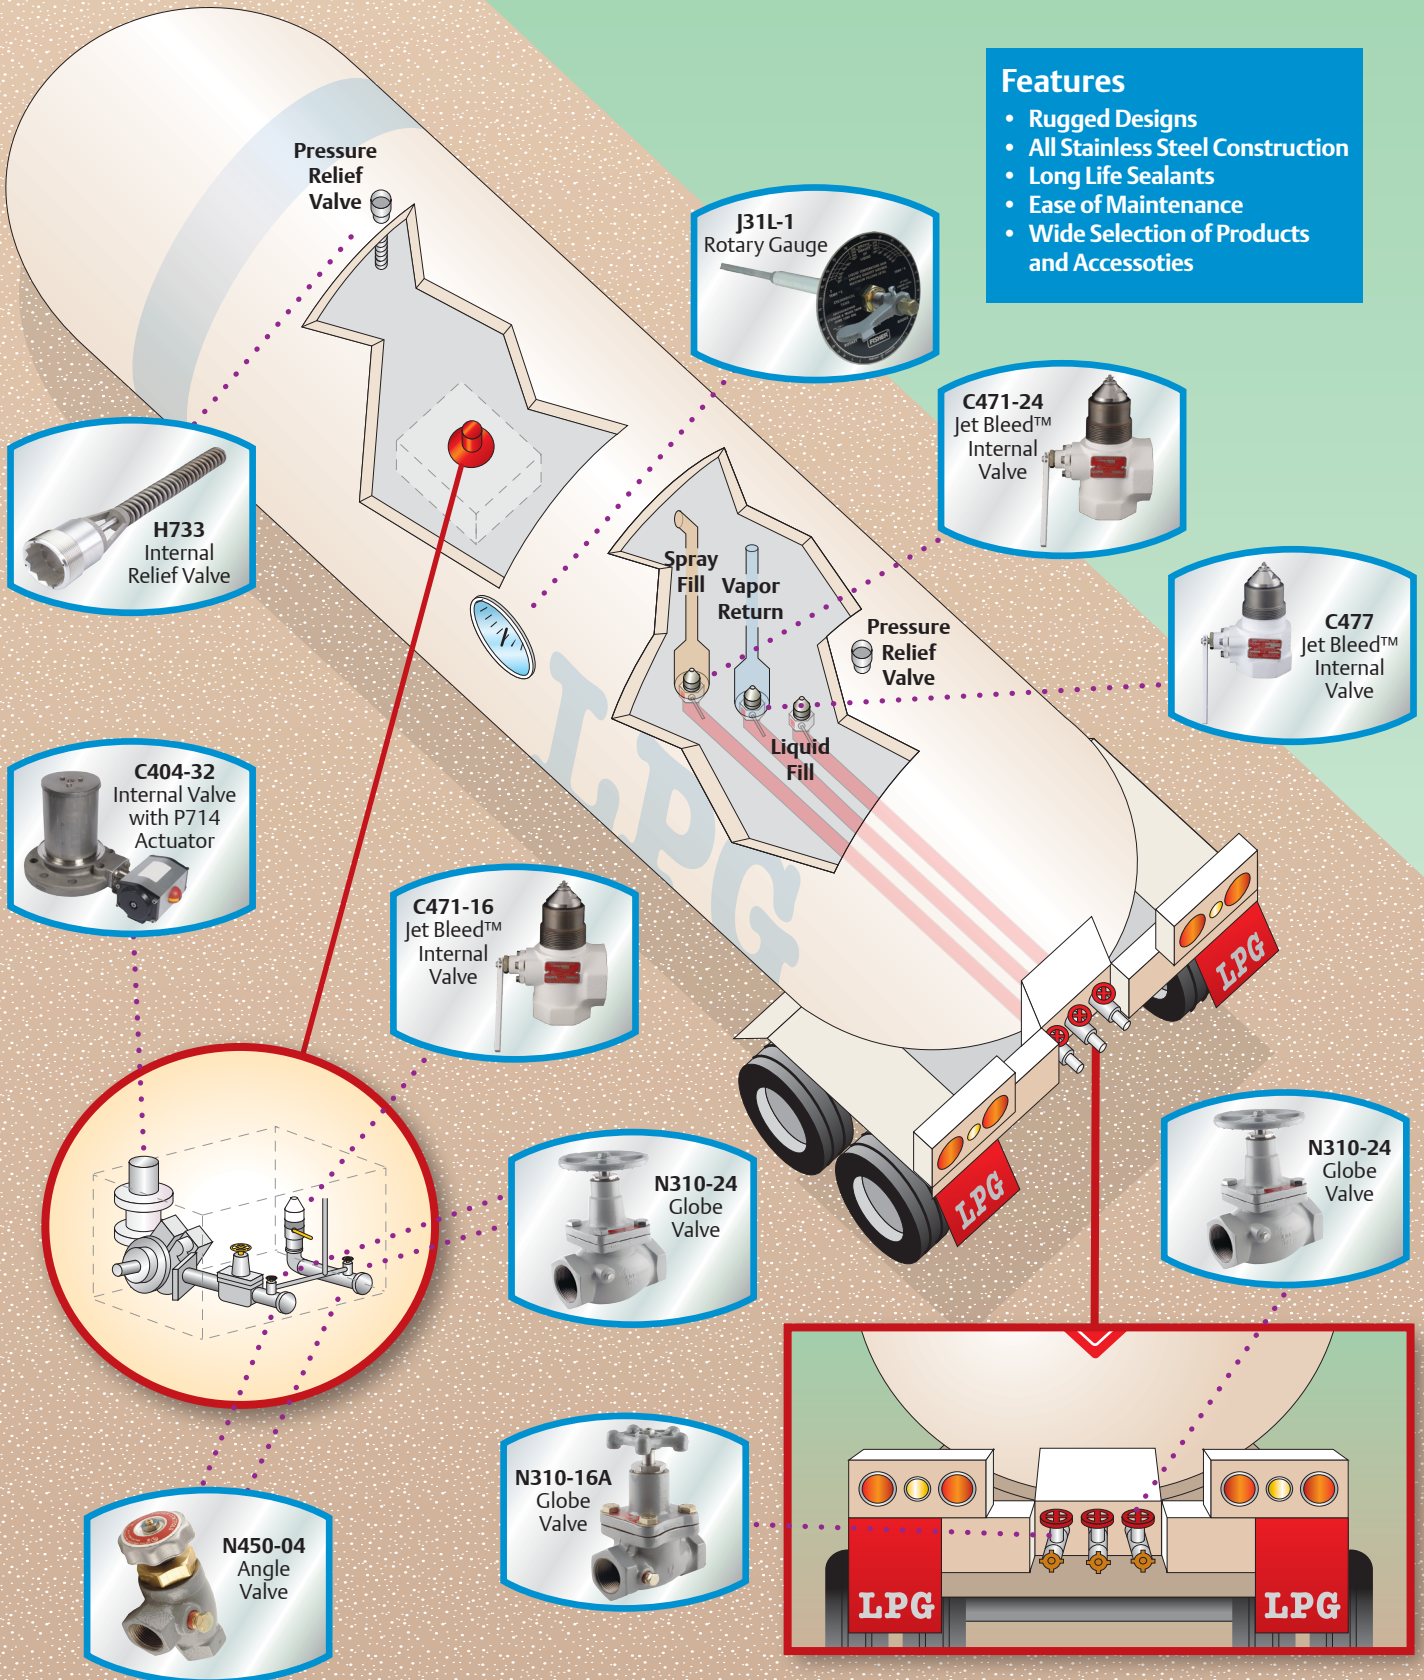 Features
• Rugged Designs
• All Stainless Steel Construction
• Long Life Sealants
• Ease of Maintenance
• Wide Selection of Products
and Accessoties
Pressure
Relief
Valve
J31L-1
Rotary Gauge
FISHER
C471-24
Jet Bleed™
Internal
Valve
H733
Internal
Relief Valve
Spray
Fill
Vapor
Return
Pressure
Relief
Valve
C477
Jet Bleed™
Internal
Valve
Liquid
Fill
LPG
C404-32
Internal Valve
with P714
Actuator
C471-16
Jet Bleed™
Internal
Valve
LPG
LPG
N310-24
Globe
Valve
N310-24
Globe
Valve
N310-16A
Globe
Valve
N450-04
Angle
Valve
LPG
LPG